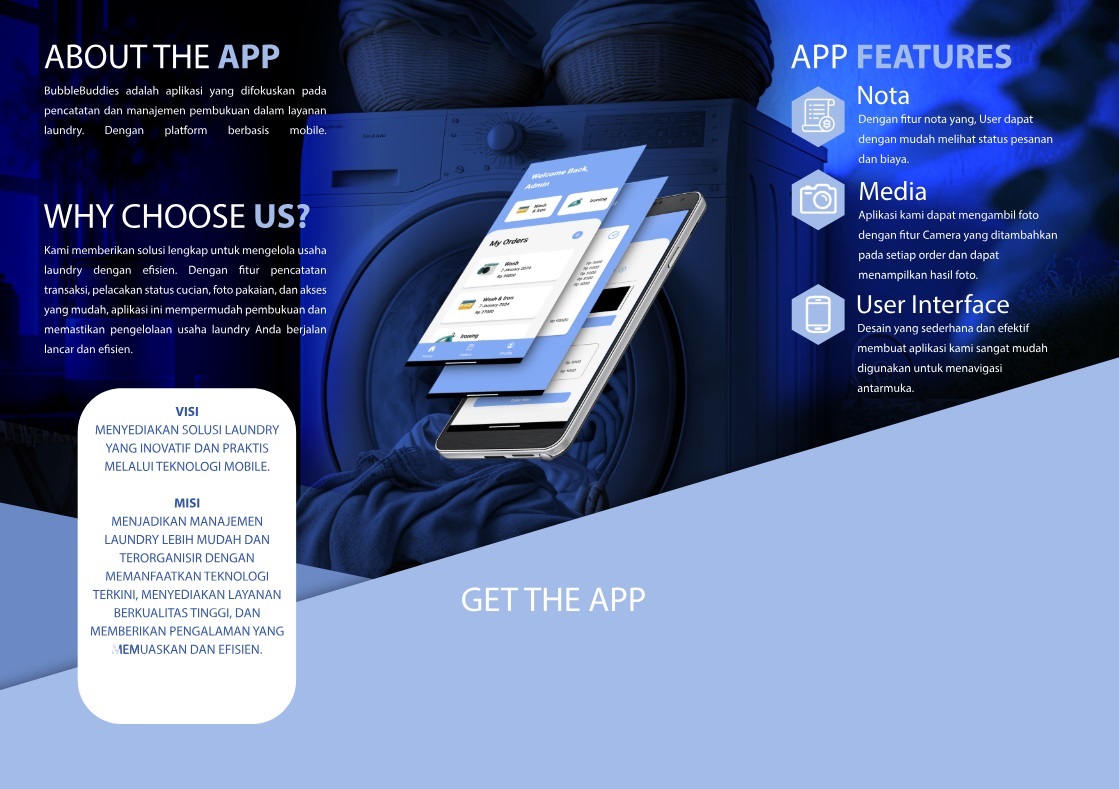 ABOUT THE APP
BubbleBuddies adalah aplikasi yang difokuskan pada
pencatatan dan manajemen pembukuan dalam layanan
laundry. Dengan platform berbasis mobile.
WHY CHOOSE US?
Kami memberikan solusi lengkap untuk mengelola usaha
laundry dengan efisien. Dengan fitur pencatatan
transaksi, pelacakan status cucian, foto pakaian, dan akses
yang mudah, aplikasi ini mempermudah pembukuan dan
memastikan pengelolaan usaha laundry Anda berjalan
lancar dan efisien.
VISI
MENYEDIAKAN SOLUSI LAUNDRY
YANG INOVATIF DAN PRAKTIS
MELALUI TEKNOLOGI MOBILE.
MISI
MENJADIKAN MANAJEMEN
LAUNDRY LEBIH MUDAH DAN
TERORGANISIR DENGAN
MEMANFAATKAN TEKNOLOGI
TERKINI, MENYEDIAKAN LAYANAN
BERKUALITAS TINGGI, DAN
MEMBERIKAN PENGALAMAN YANG
MEMUASKAN DAN EFISIEN.
Welcome Back,
Admin
Wash
& Iron
Ironing
My Orders
Wash
7 January 2024
Wash & Iron
7 January 2024
Ironing
GET THE APP
APP FEATURES
Nota
Dengan fitur nota yang, User dapat
dengan mudah melihat status pesanan
dan biaya.
Media
Aplikasi kami dapat mengambil foto
dengan fitur Camera yang ditambahkan
pada setiap order dan dapat
menampilkan hasil foto.
User Interface
Desain yang sederhana dan efektif
membuat aplikasi kami sangat mudah
digunakan untuk menavigasi
antarmuka.